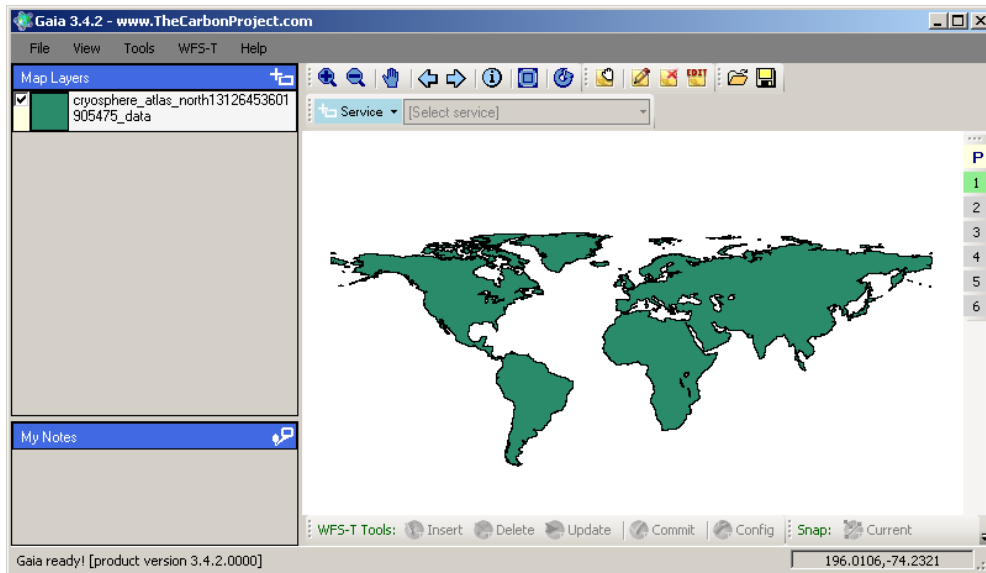 Gaia 3.4.2 - www.TheCarbonProject.com
File View Tools WFS-T Help
Map Layers
cryosphere_atlas_north13126453601
905475_data
EDIT
Service [Select service]
P
1
2
3
4
5
6
My Notes
WFS-T Tools: Insert Delete Update Commit Config Snap: Current
Gaia ready! [product version 3.4.2.0000] 196.0106,-74.2321